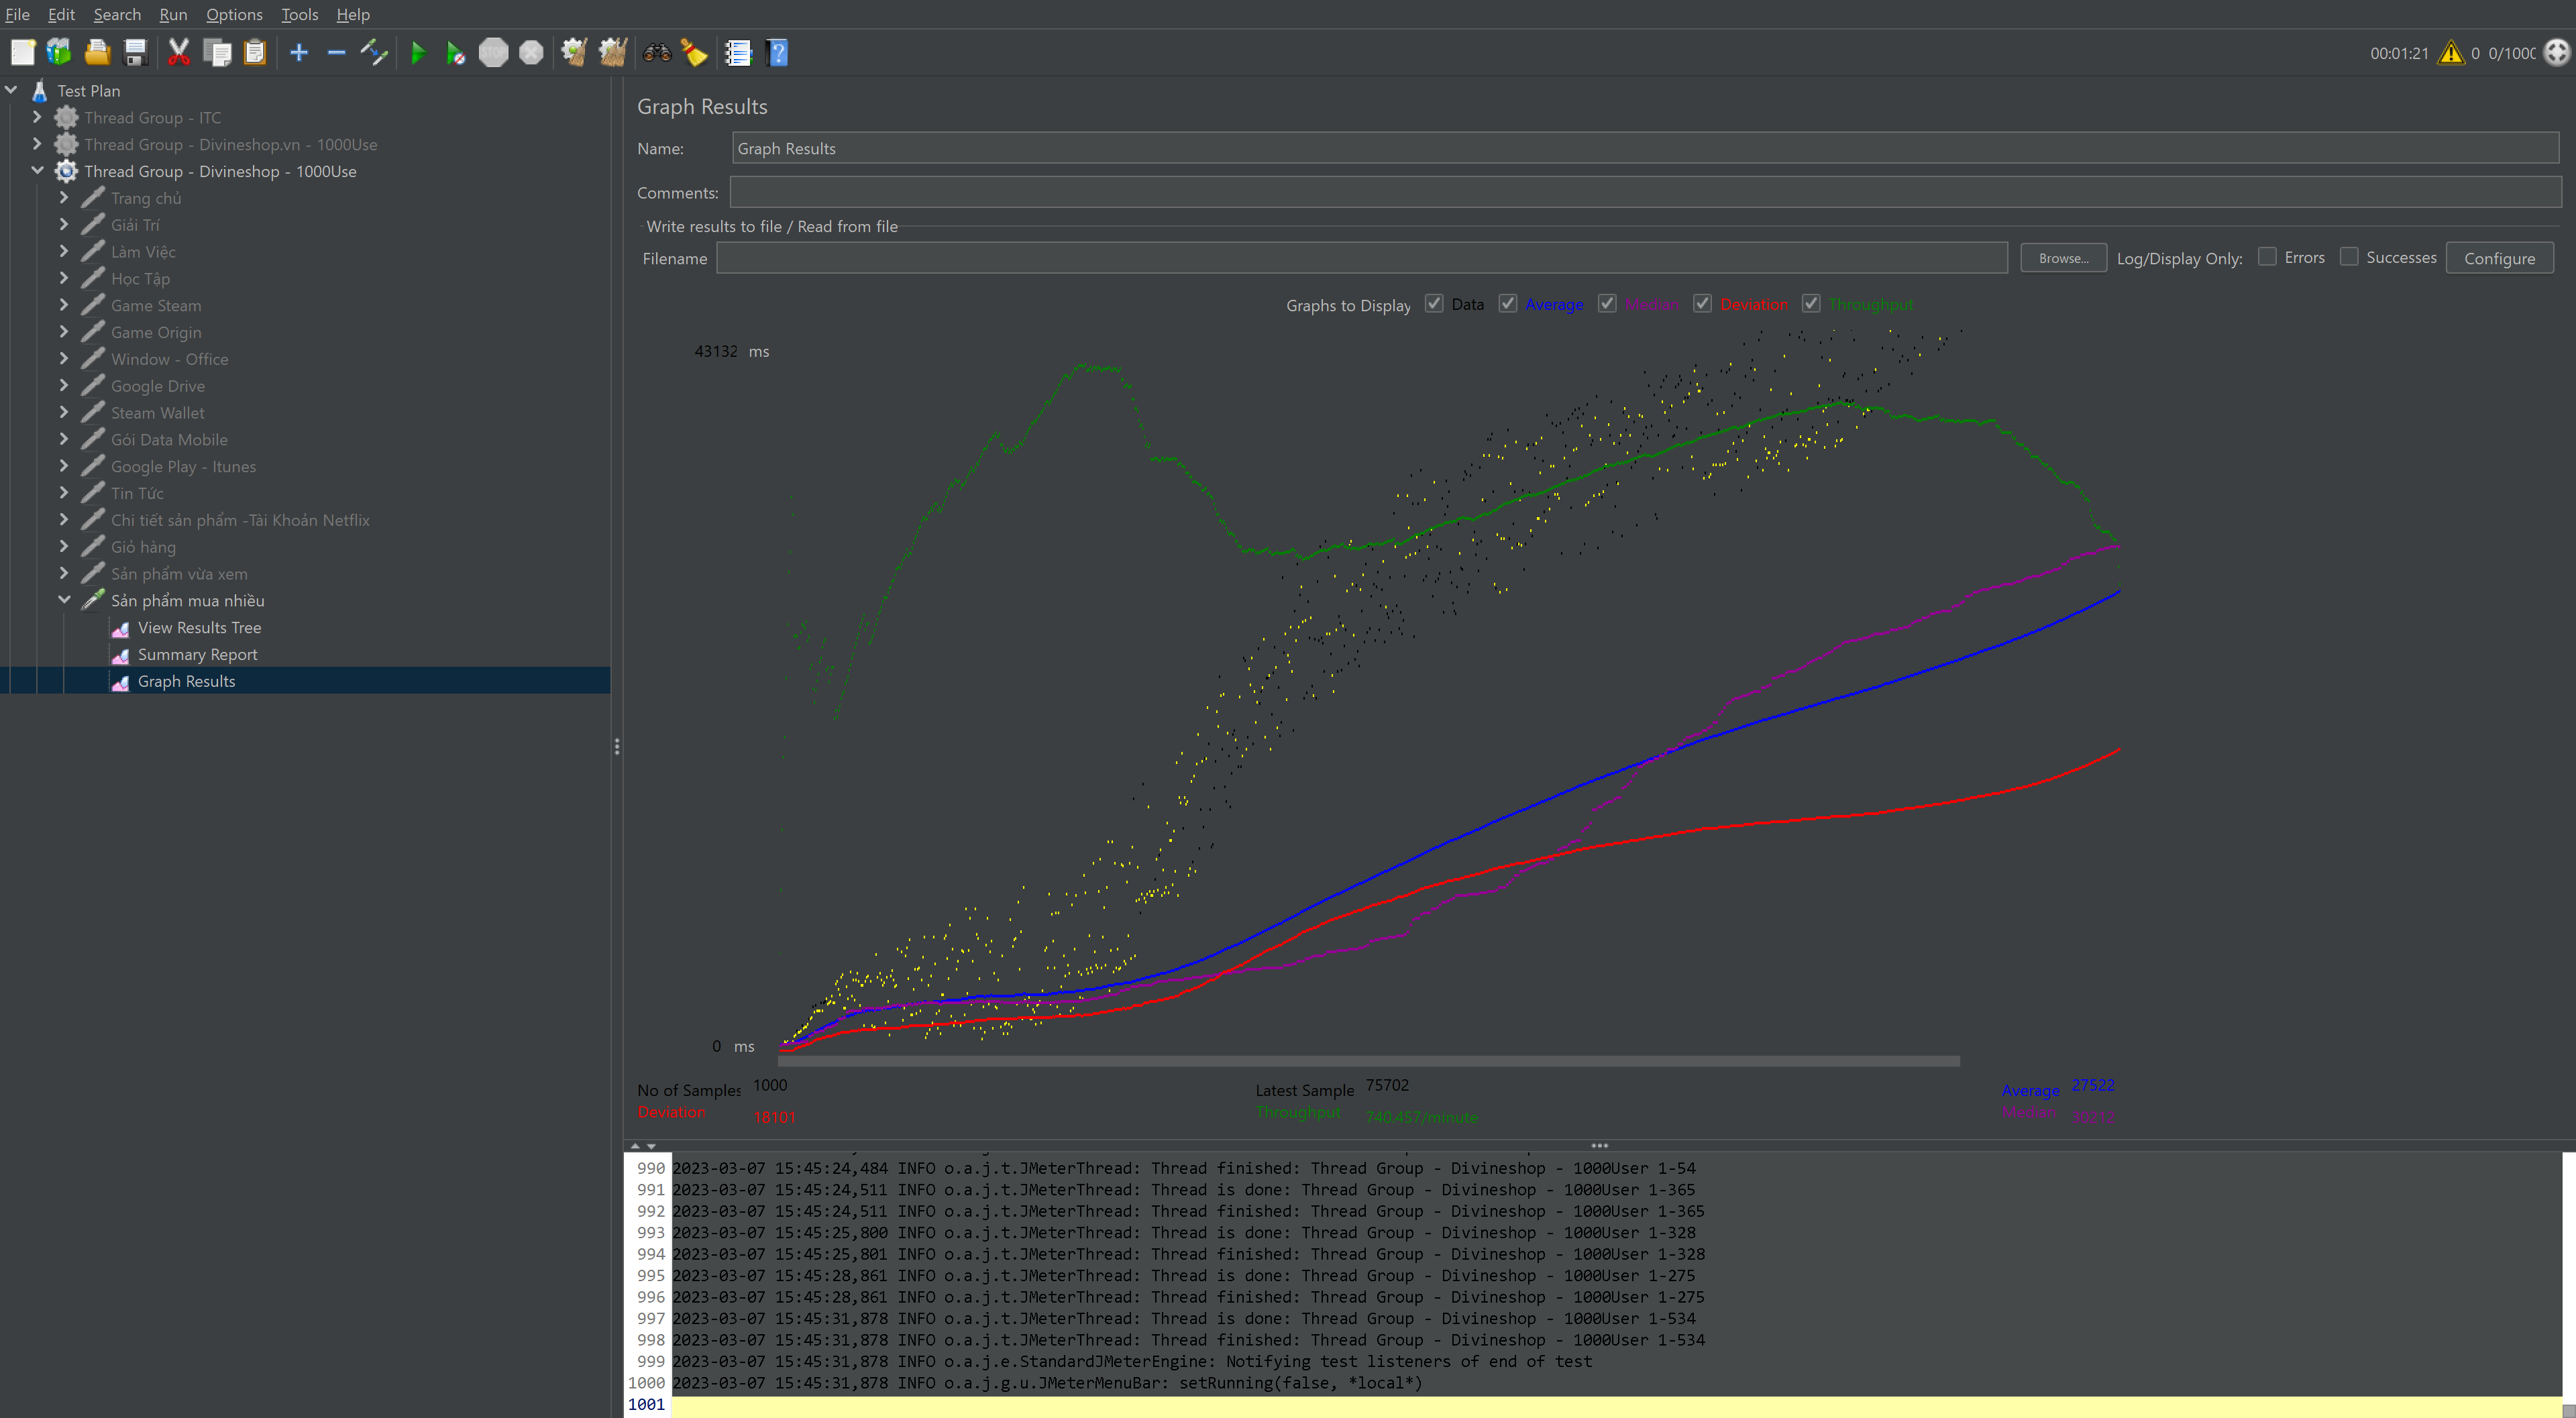 File Edit Search Run Options Tools Help
00:01:21 0 0/100
Test Plan
Thread Group - ITC
Thread Group - Divineshop.vn - 1000Use
Thread Group - Divineshop - 1000Use
Trang chủ
Giải Trí
Làm Việc
Học Tập
Game Steam
Game Origin
Window - Office
Google Drive
Steam Wallet
Gói Data Mobile
Google Play - Itunes
Tin Tức
Chi tiết sản phẩm -Tài Khoản Netflix
Giỏ hàng
Sản phẩm vừa xem
Sản phẩm mua nhiều
View Results Tree
Summary Report
Graph Results
Graph Results
Name: Graph Results
Comments:
Write results to file / Read from file
Filename Browse... Log/Display Only: Errors Successes Configure
Graphs to Display Data Average Median Deviation Throughput
43132 ms
0 ms
No of Samples 1000 Latest Sample 75702 Average 27522
Deviation 18101 Throughput 740.457/minute Median
990 2023-03-07 15:45:24,484 INFO o.a.j.t.JMeterThread: Thread finished: Thread Group - Divineshop - 1000User 1-54
991 2023-03-07 15:45:24,511 INFO o.a.j.t.JMeterThread: Thread is done: Thread Group - Divineshop - 1000User 1-365
992 2023-03-07 15:45:24,511 INFO o.a.j.t.JMeterThread: Thread finished: Thread Group - Divineshop - 1000User 1-365
993 2023-03-07 15:45:25,800 INFO o.a.j.t.JMeterThread: Thread is done: Thread Group - Divineshop - 1000User 1-328
994 2023-03-07 15:45:25,801 INFO o.a.j.t.JMeterThread: Thread finished: Thread Group - Divineshop - 1000User 1-328
995 2023-03-07 15:45:28,861 INFO o.a.j.t.JMeterThread: Thread is done: Thread Group - Divineshop - 1000User 1-275
996 2023-03-07 15:45:28,861 INFO o.a.j.t.JMeterThread: Thread finished: Thread Group - Divineshop - 1000User 1-275
997 2023-03-07 15:45:31,878 INFO o.a.j.t.JMeterThread: Thread is done: Thread Group - Divineshop - 1000User 1-534
998 2023-03-07 15:45:31,878 INFO o.a.j.t.JMeterThread: Thread finished: Thread Group - Divineshop - 1000User 1-534
999 2023-03-07 15:45:31,878 INFO o.a.j.e.StandardJMeterEngine: Notifying test listeners of end of test
1000 2023-03-07 15:45:31,878 INFO o.a.j.g.u.JMeterMenuBar: setRunning(false, *local*)
1001